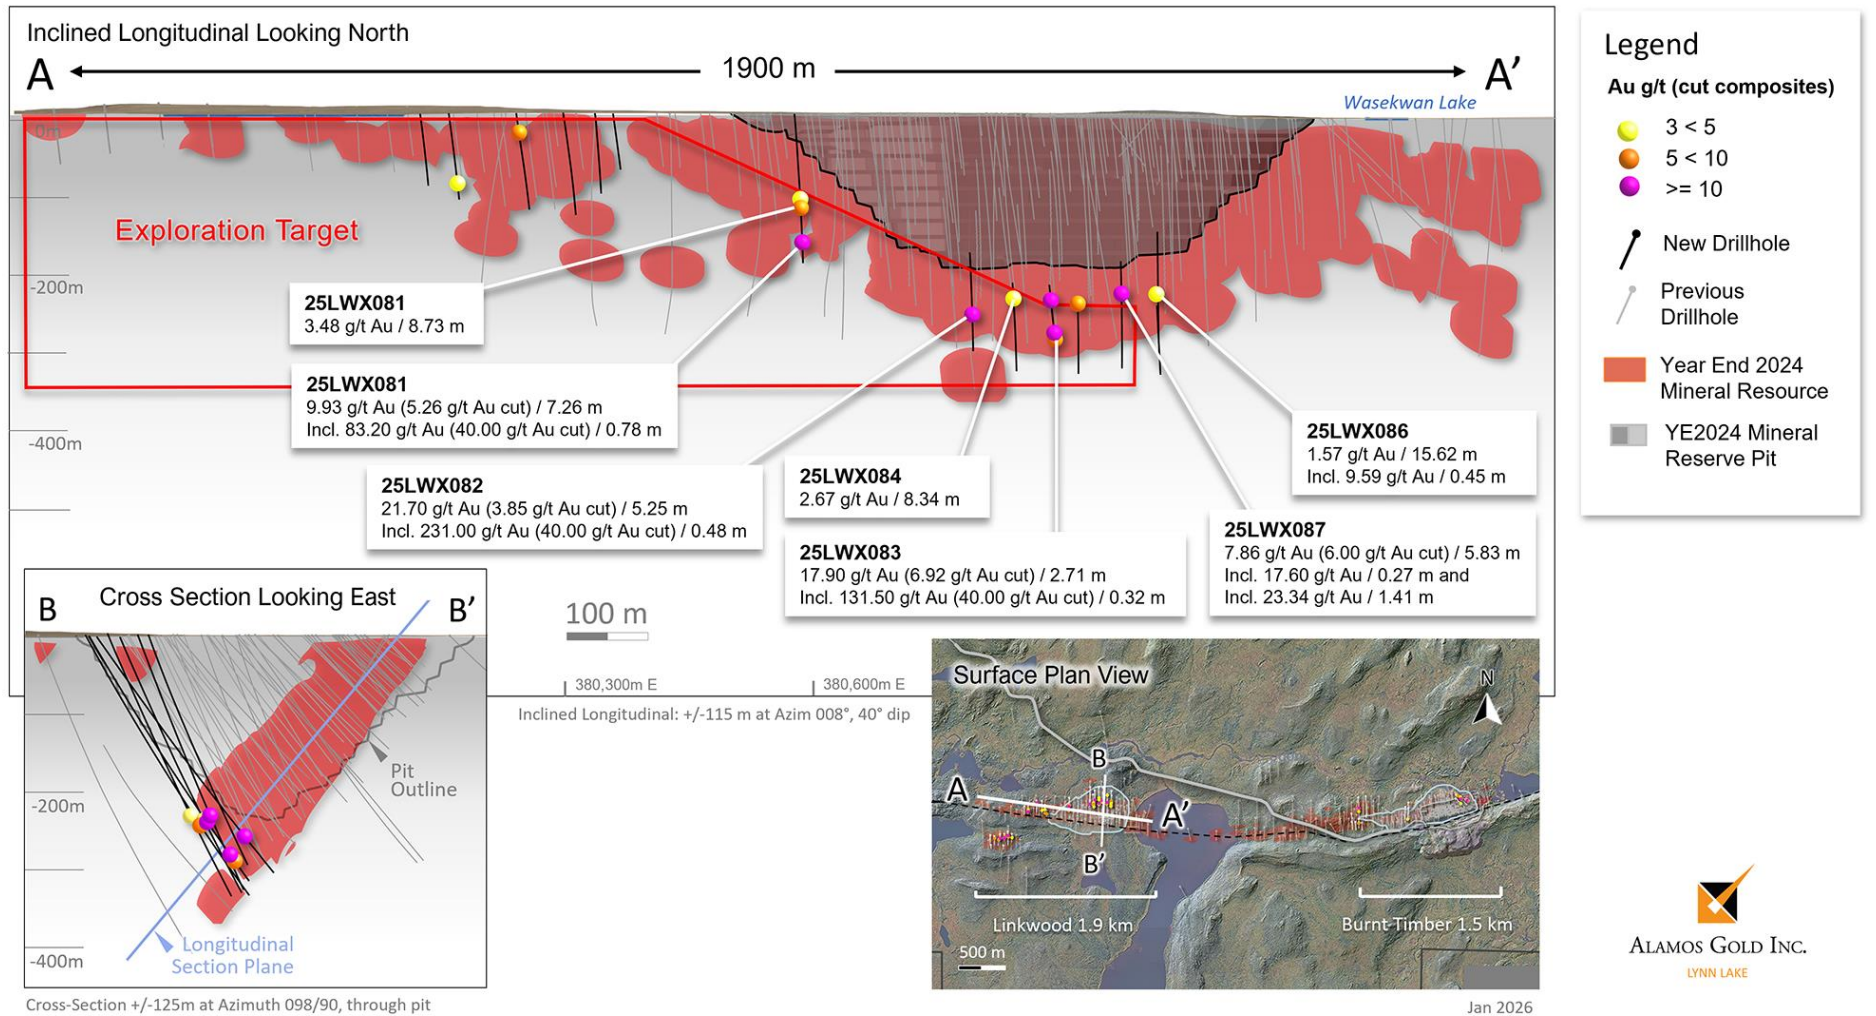 Inclined Longitudinal Looking North
A
1900 m
A’
Wasekwan Lake
0m
Exploration Target
-200m
-400m
25LWX081
3.48 g/t Au / 8.73 m
25LWX081
9.93 g/t Au (5.26 g/t Au cut) / 7.26 m
Incl. 83.20 g/t Au (40.00 g/t Au cut) / 0.78 m
25LWX082
21.70 g/t Au (3.85 g/t Au cut) / 5.25 m
Incl. 231.00 g/t Au (40.00 g/t Au cut) / 0.48 m
25LWX084
2.67 g/t Au / 8.34 m
25LWX083
17.90 g/t Au (6.92 g/t Au cut) / 2.71 m
Incl. 131.50 g/t Au (40.00 g/t Au cut) / 0.32 m
25LWX086
1.57 g/t Au / 15.62 m
Incl. 9.59 g/t Au / 0.45 m
25LWX087
7.86 g/t Au (6.00 g/t Au cut) / 5.83 m
Incl. 17.60 g/t Au / 0.27 m and
Incl. 23.34 g/t Au / 1.41 m
100 m
380,300m E
380,600m E
Inclined Longitudinal: +/-115 m at Azim 008°, 40° dip
B
Cross Section Looking East
B’
Pit
Outline
-200m
-400m
Longitudinal
Section Plane
Cross-Section +/-125m at Azimuth 098/90, through pit
Surface Plan View
N
B
A
A’
B’
Linkwood 1.9 km
Burnt Timber 1.5 km
500 m
Jan 2026
Legend
Au g/t (cut composites)
3 < 5
5 < 10
>= 10
New Drillhole
Previous
Drillhole
Year End 2024
Mineral Resource
YE2024 Mineral
Reserve Pit
ALAMOS GOLD INC.
LYNN LAKE